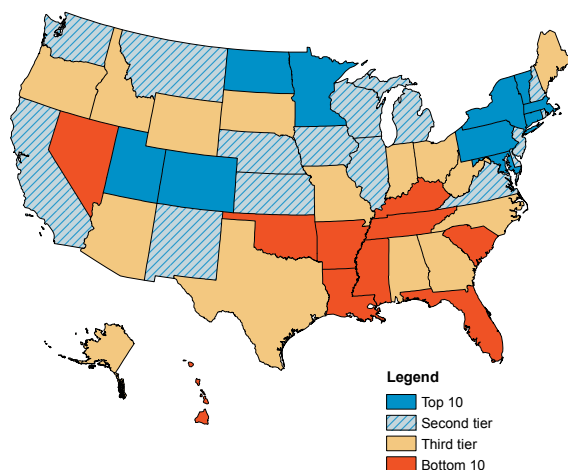 Legend
Top 10
Second tier
Third tier
Bottom 10